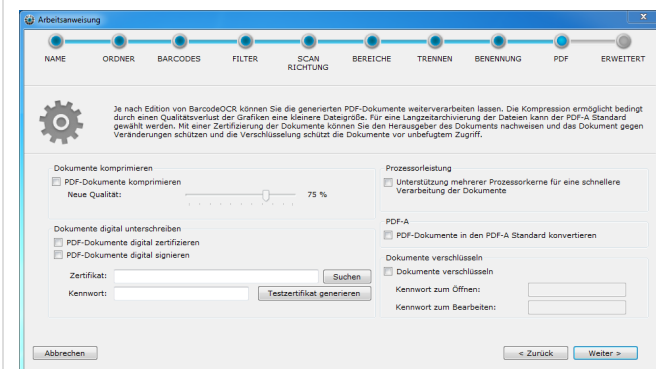 Arbeitsanweisung
NAME
ORDNER
BARCODES
FILTER
SCAN
RICHTUNG
BEREICHE
TRENNEN
BENENNUNG
PDF
ERWEITERT
Je nach Edition von BarcodeOCR können Sie die generierten PDF-Dokumente weiterverarbeiten lassen. Die Kompression ermöglicht bedingt
durch einen Qualitätsverlust der Grafiken eine kleinere Dateigröße. Für eine Langzeitarchivierung der Dateien kann der PDF-A Standard
gewählt werden. Mit einer Zertifizierung der Dokumente können Sie den Herausgeber des Dokuments nachweisen und das Dokument gegen
Veränderungen schützen und die Verschlüsselung schützt die Dokumente vor unbefugtem Zugriff.
Dokumente komprimieren
PDF-Dokumente komprimieren
Neue Qualität: 75 %
Dokumente digital unterschreiben
PDF-Dokumente digital zertifizieren
PDF-Dokumente digital signieren
Zertifikat: Suchen
Kennwort: Testzertifikat generieren
Prozessorleistung
Unterstützung mehrerer Prozessorkerne für eine schnellere
Verarbeitung der Dokumente
PDF-A
PDF-Dokumente in den PDF-A Standard konvertieren
Dokumente verschlüsseln
Dokumente verschlüsseln
Kennwort zum Öffnen:
Kennwort zum Bearbeiten:
Abbrechen
< Zurück
Weiter >